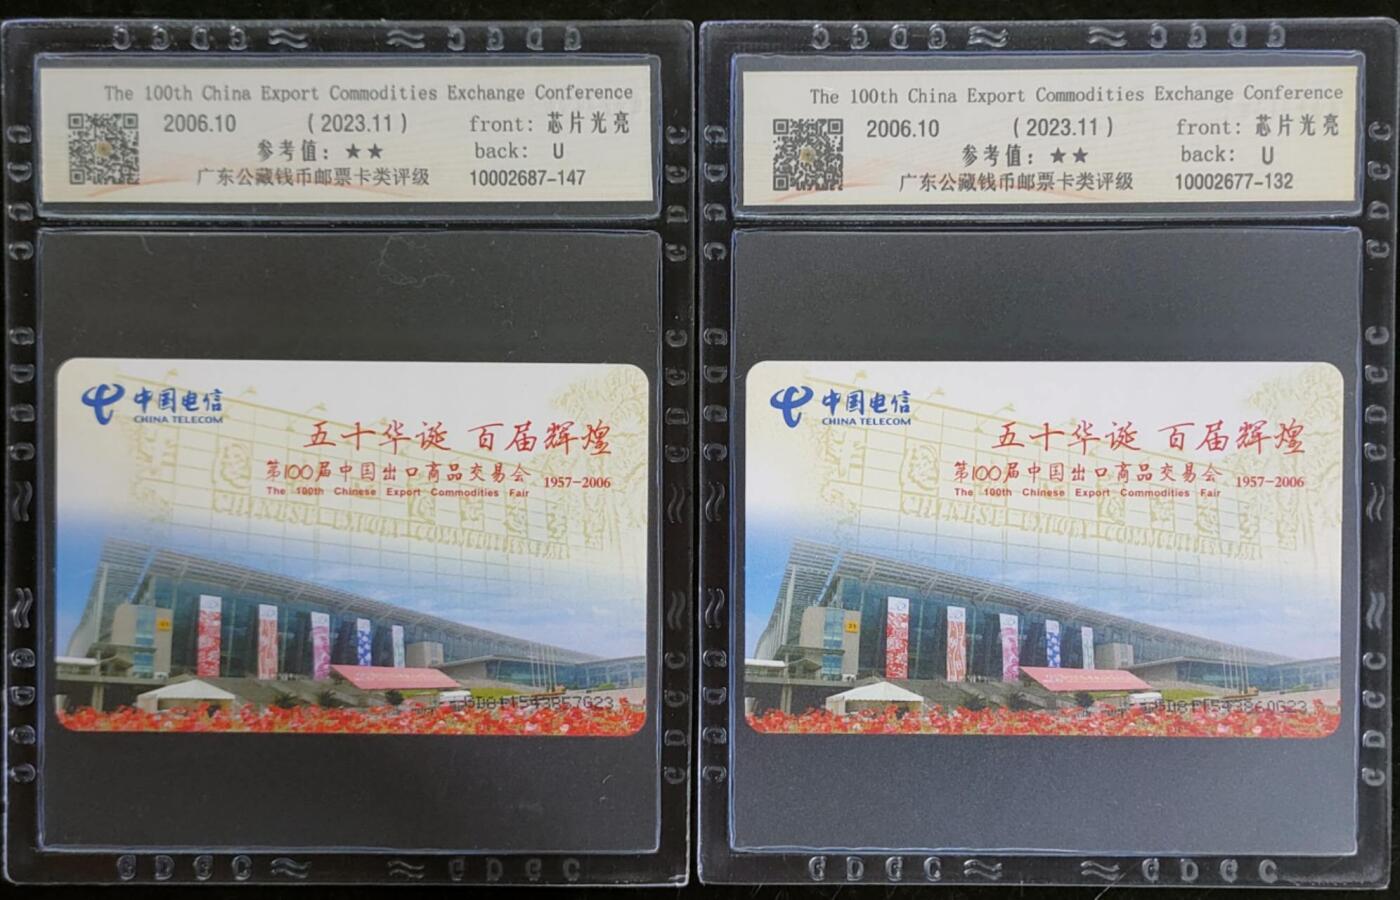 The 100th China Export Commodities Exchange Conference
2006.10 (2023.11) front: 芯片光亮
参考值：★★ back: U
广东公藏钱币邮票卡类评级 10002687-147
中国电信
CHINA TELECOM
五十华诞 百届辉煌
第100届中国出口商品交易会 1957-2006
The 100th Chinese Export Commodities Fair
The 100th China Export Commodities Exchange Conference
2006.10 (2023.11) front: 芯片光亮
参考值：★★ back: U
广东公藏钱币邮票卡类评级 10002677-132
中国电信
CHINA TELECOM
五十华诞 百届辉煌
第100届中国出口商品交易会 1957-2006
The 100th Chinese Export Commodities Fair